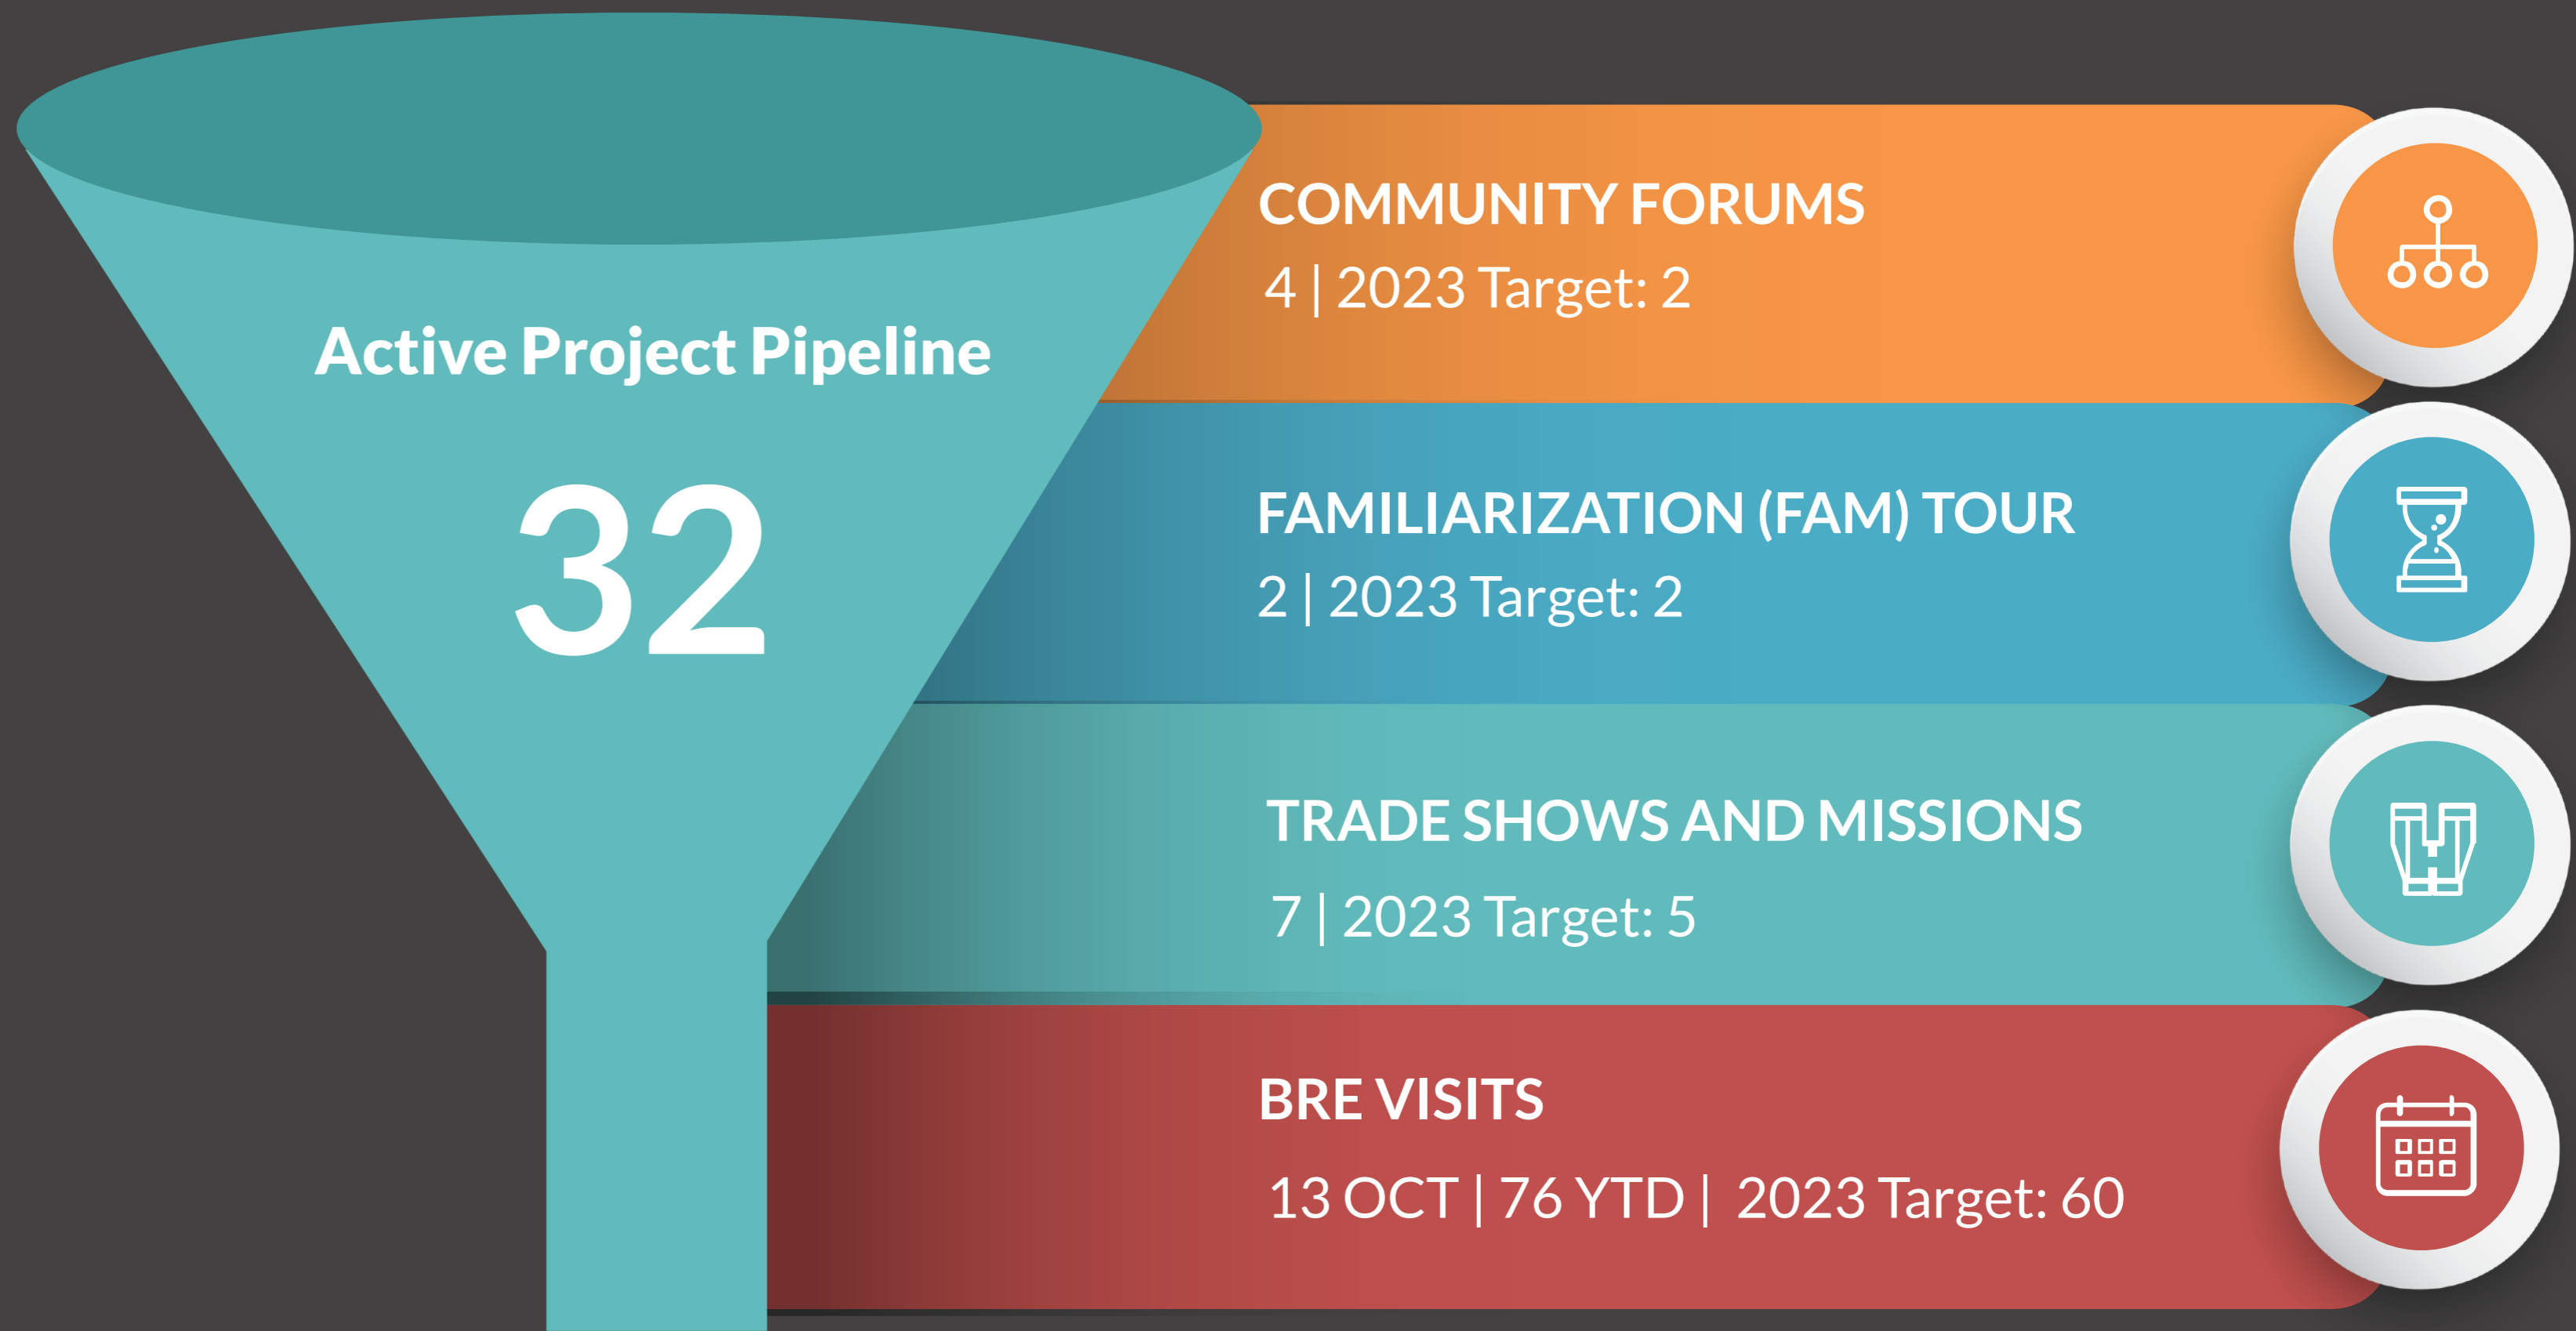 Active Project Pipeline
32
COMMUNITY FORUMS
4 | 2023 Target: 2
FAMILIARIZATION (FAM) TOUR
2 | 2023 Target: 2
TRADE SHOWS AND MISSIONS
7 | 2023 Target: 5
BRE VISITS
13 OCT | 76 YTD | 2023 Target: 60